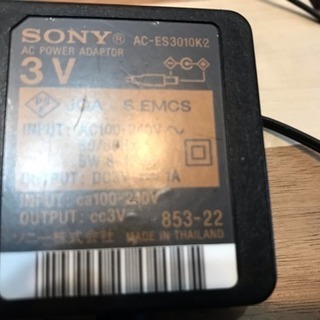 SONY® AC-ES3010K2
AC POWER ADAPTOR
3V
JQA S.EMCS
INPUT: AC100-240V~
5W
OUTPUT: DC3V 1A
INPUT: ca100-240V
OUTPUT: cc3V
853-22
ソニー株式会社 MADE IN